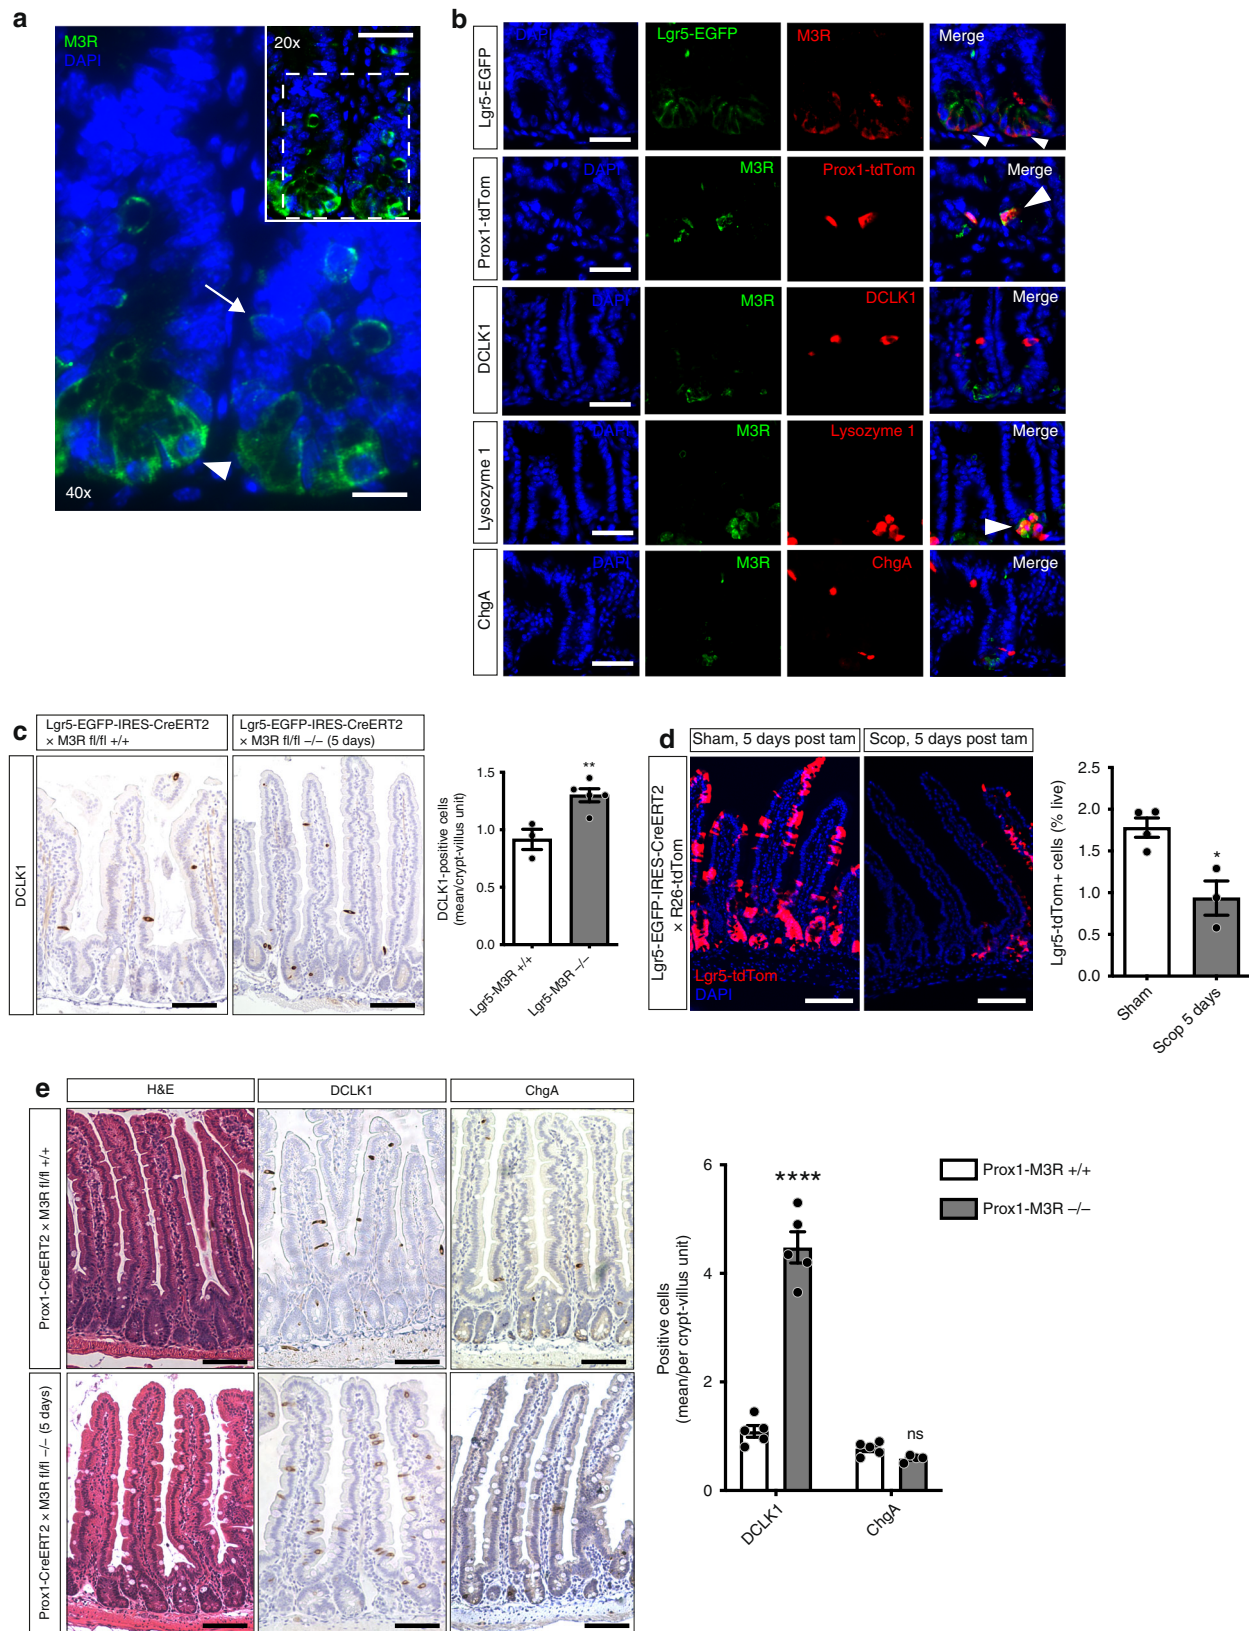 a
M3R
DAPI
20x
40x
b
Lgr5-EGFP
DAPI
Lgr5-EGFP
M3R
Merge
Prox1-tdTom
DAPI
M3R
Prox1-tdTom
Merge
DCLK1
DAPI
M3R
DCLK1
Merge
Lysozyme 1
DAPI
M3R
Lysozyme 1
Merge
ChgA
DAPI
M3R
ChgA
Merge
c
Lgr5-EGFP-IRES-CreERT2
× M3R fl/fl +/+
Lgr5-EGFP-IRES-CreERT2
× M3R fl/fl −/− (5 days)
DCLK1
DCLK1-positive cells
(mean/crypt-villus unit)
1.5
1.0
0.5
0.0
**
Lgr5-M3R +/+
Lgr5-M3R −/−
d
Sham, 5 days post tam
Scop, 5 days post tam
Lgr5-EGFP-IRES-CreERT2
× R26-tdTom
Lgr5-tdTom
DAPI
Lgr5-tdTom+ cells (% live)
2.5
2.0
1.5
1.0
0.5
0.0
*
Sham
Scop 5 days
e
H&E
DCLK1
ChgA
Prox1-CreERT2 × M3R fl/fl +/+
Prox1-CreERT2 × M3R fl/fl −/− (5 days)
Positive cells
(mean/per crypt-villus unit)
6
4
2
0
****
ns
DCLK1
ChgA
Prox1-M3R +/+
Prox1-M3R −/−